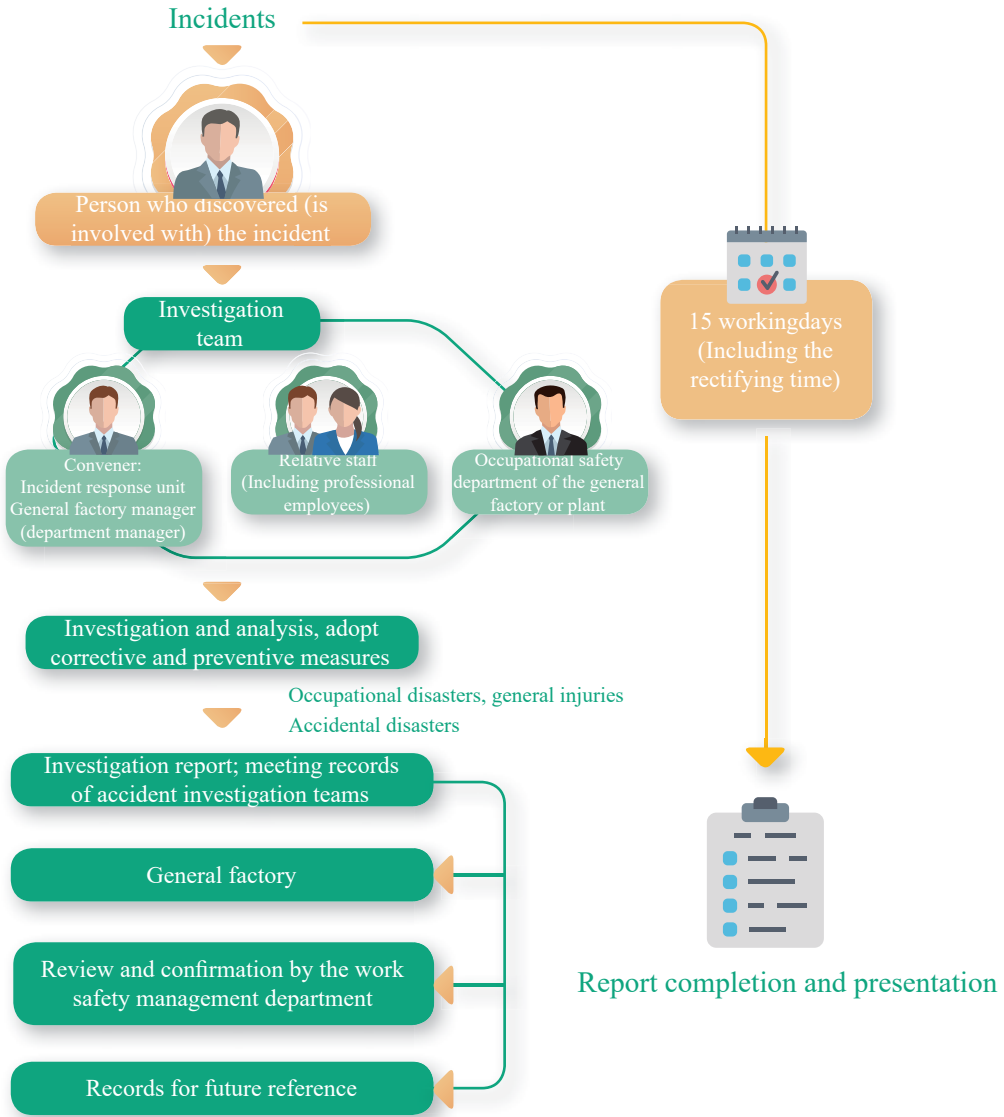 Incidents
Person who discovered (is
involved with) the incident
Investigation
team
Convener:
Incident response unit
General factory manager
(department manager)
Relative staff
(Including professional
employees)
Occupational safety
department of the general
factory or plant
Investigation and analysis, adopt
corrective and preventive measures
Occupational disasters, general injuries
Accidental disasters
Investigation report; meeting records
of accident investigation teams
General factory
Review and confirmation by the work
safety management department
Records for future reference
15 workingdays
(Including the
rectifying time)
Report completion and presentation